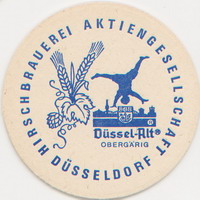 HIRSCHBRAUEREI AKTIENGESELLSCHAFT DÜSSELDORF
Düssel-Alt®
OBERGÄRIG